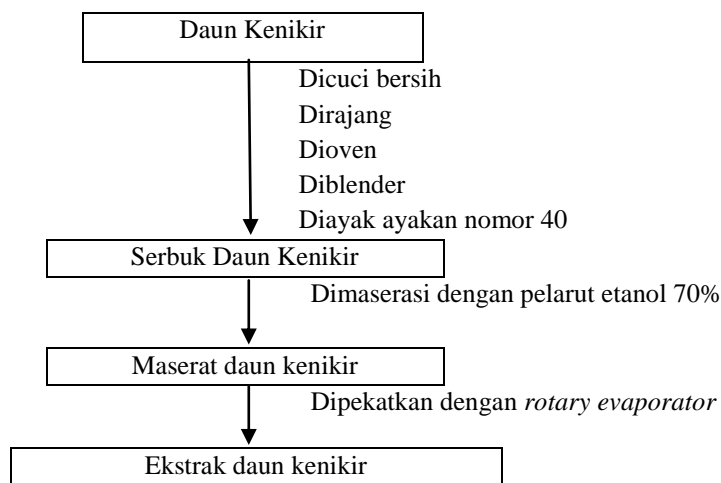 Daun Kenikir
Dicuci bersih
Dirajang
Dioven
Diblender
Diayak ayakan nomor 40
Serbuk Daun Kenikir
Dimaserasi dengan pelarut etanol 70%
Maserat daun kenikir
Dipekatkan dengan rotary evaporator
Ekstrak daun kenikir